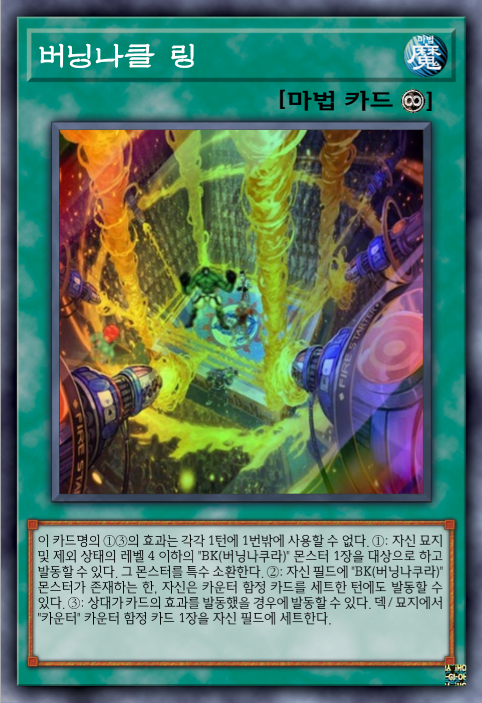 버닝나클 링
마법
魔
[마법 카드 ∞]
FIRE STARTER
FIRE STAR
이 카드명의 ①③의 효과는 각각 1턴에 1번밖에 사용할 수 없다. ①: 자신 묘지
및 제외 상태의 레벨 4 이하의 "BK(버닝나쿠라)" 몬스터 1장을 대상으로 하고
발동할 수 있다. 그 몬스터를 특수 소환한다. ②: 자신 필드에 "BK(버닝나쿠라)"
몬스터가 존재하는 한, 자신은 카운터 함정 카드를 세트한 턴에도 발동할 수
있다. ③: 상대가 카드의 효과를 발동했을 경우에 발동할 수 있다. 덱 / 묘지에서
"카운터" 카운터 함정 카드 1장을 자신 필드에 세트한다.